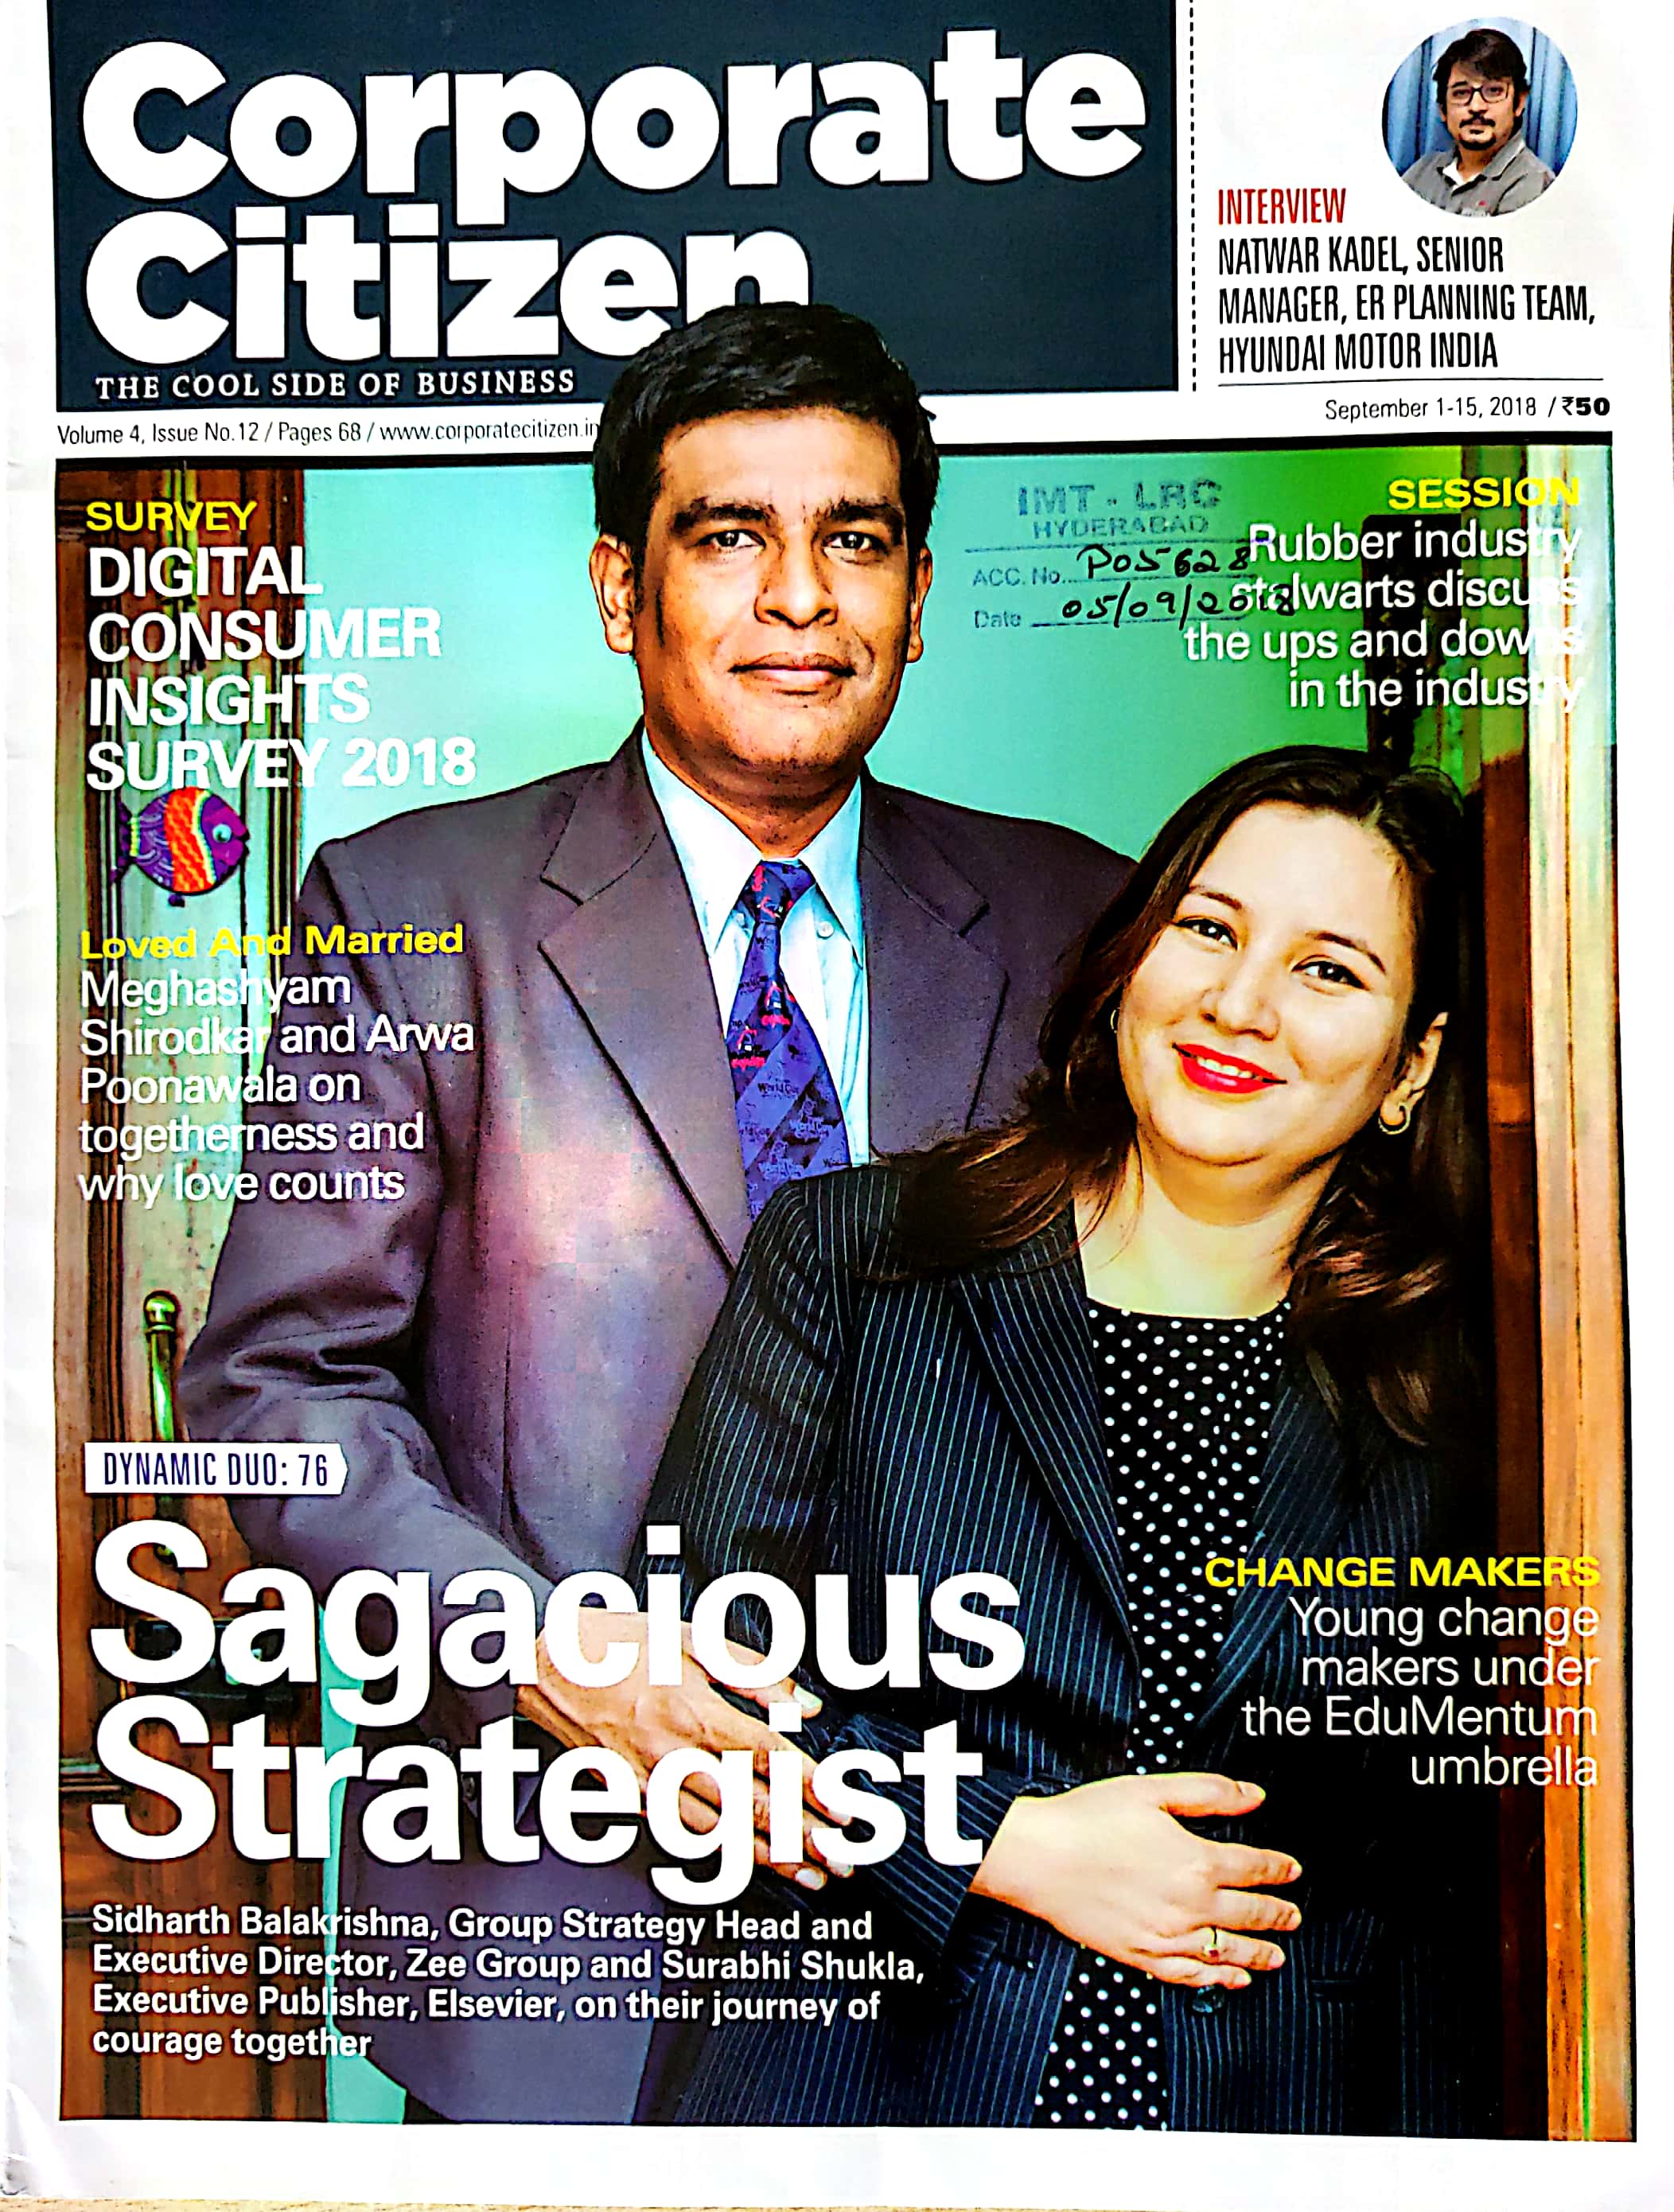 Corporate
Citizen
THE COOL SIDE OF BUSINESS
INTERVIEW
NATWAR KADEL, SENIOR
MANAGER, ER PLANNING TEAM,
HYUNDAI MOTOR INDIA
Volume 4, Issue No.12 / Pages 68 / www.corporatecitizen.in
September 1-15, 2018 / ₹50
SURVEY
DIGITAL
CONSUMER
INSIGHTS
SURVEY 2018
IMT - LRC
HYDERABAD
ACC. No... P05628
Date 05/09/2018
SESSION
Rubber industry
stalwarts discuss
the ups and downs
in the industry
Loved And Married
Meghashyam
Shirodkar and Arwa
Poonawala on
togetherness and
why love counts
World Cup
DYNAMIC DUO: 76
Sagacious
Strategist
Sidharth Balakrishna, Group Strategy Head and
Executive Director, Zee Group and Surabhi Shukla,
Executive Publisher, Elsevier, on their journey of
courage together
CHANGE MAKERS
Young change
makers under
the EduMentum
umbrella